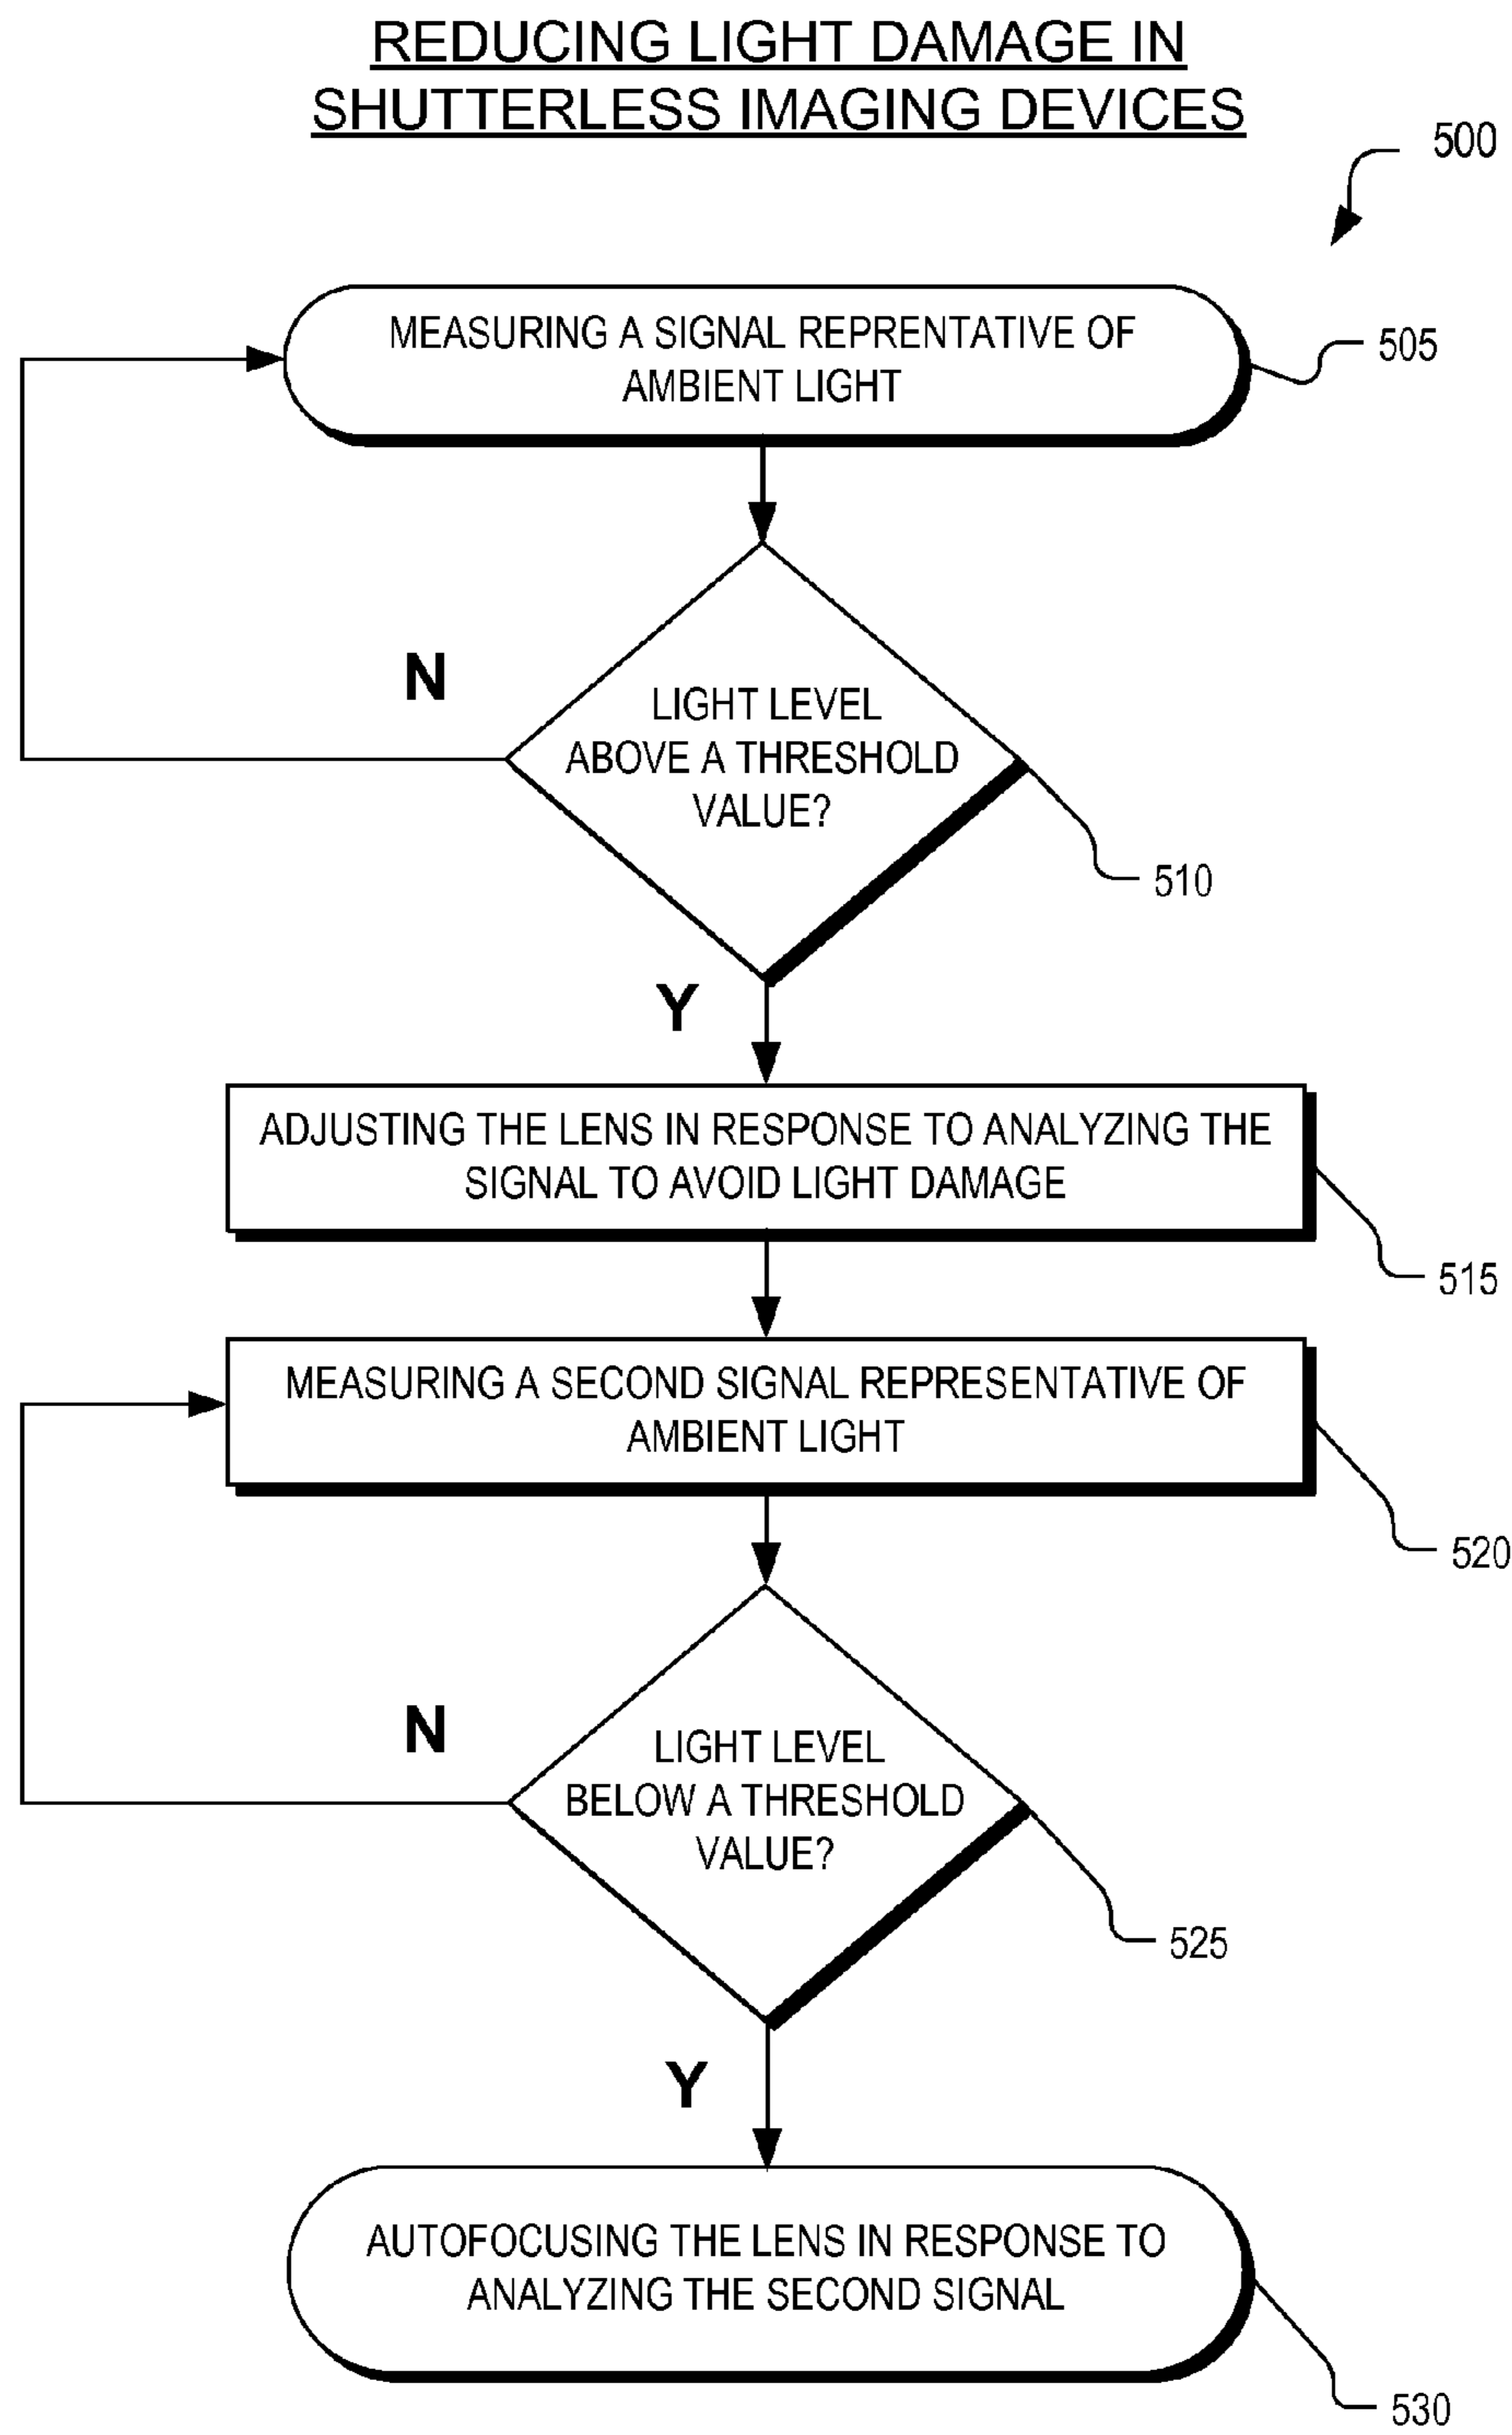 REDUCING LIGHT DAMAGE IN
SHUTTERLESS IMAGING DEVICES
500
MEASURING A SIGNAL REPRENTATIVE OF
AMBIENT LIGHT
505
N
LIGHT LEVEL
ABOVE A THRESHOLD
VALUE?
510
Y
ADJUSTING THE LENS IN RESPONSE TO ANALYZING THE
SIGNAL TO AVOID LIGHT DAMAGE
515
MEASURING A SECOND SIGNAL REPRESENTATIVE OF
AMBIENT LIGHT
520
N
LIGHT LEVEL
BELOW A THRESHOLD
VALUE?
525
Y
AUTOFOCUSING THE LENS IN RESPONSE TO
ANALYZING THE SECOND SIGNAL
530